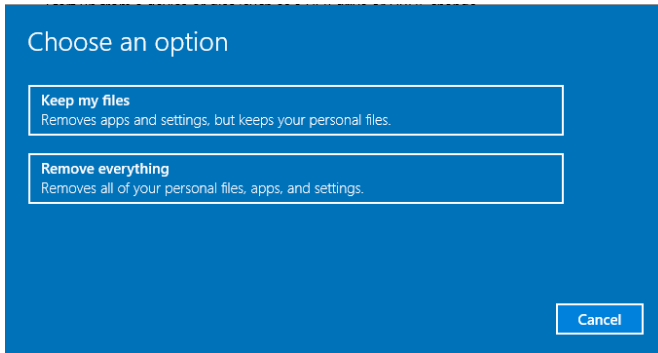 Choose an option
Keep my files
Removes apps and settings, but keeps your personal files.
Remove everything
Removes all of your personal files, apps, and settings.
Cancel